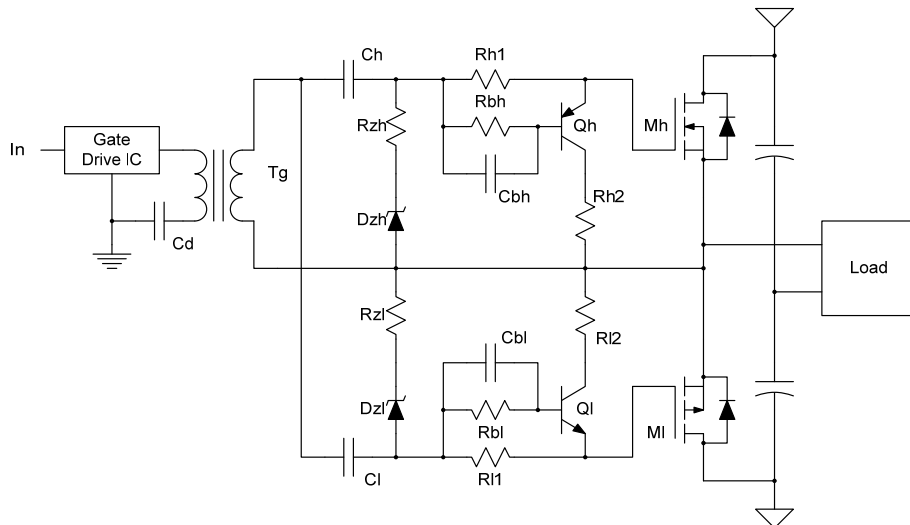 Ch
Rh1
Rbh
Rzh
Qh
Mh
Gate
Drive IC
In
Tg
Cbh
Rh2
Dzh
Cd
Load
Rzl
Cbl
Rl2
Dzl
Ql
Rbl
Ml
Cl
Rl1